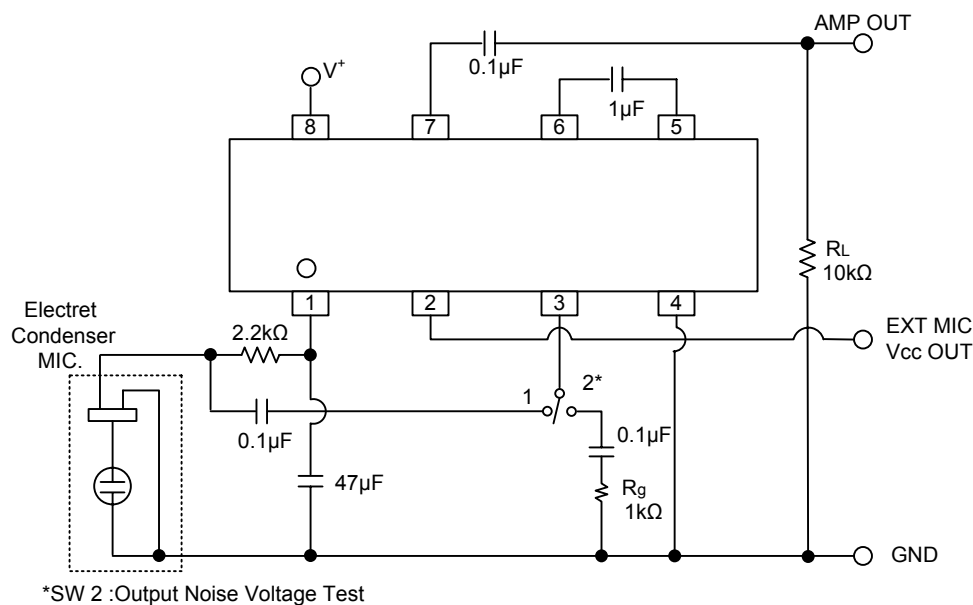 AMP OUT
0.1µF
V+
1µF
8
7
6
5
RL
10kΩ
1
2
3
4
Electret
Condenser
MIC.
2.2kΩ
EXT MIC
Vcc OUT
1
2*
0.1µF
0.1µF
47µF
Rg
1kΩ
GND
*SW 2 :Output Noise Voltage Test